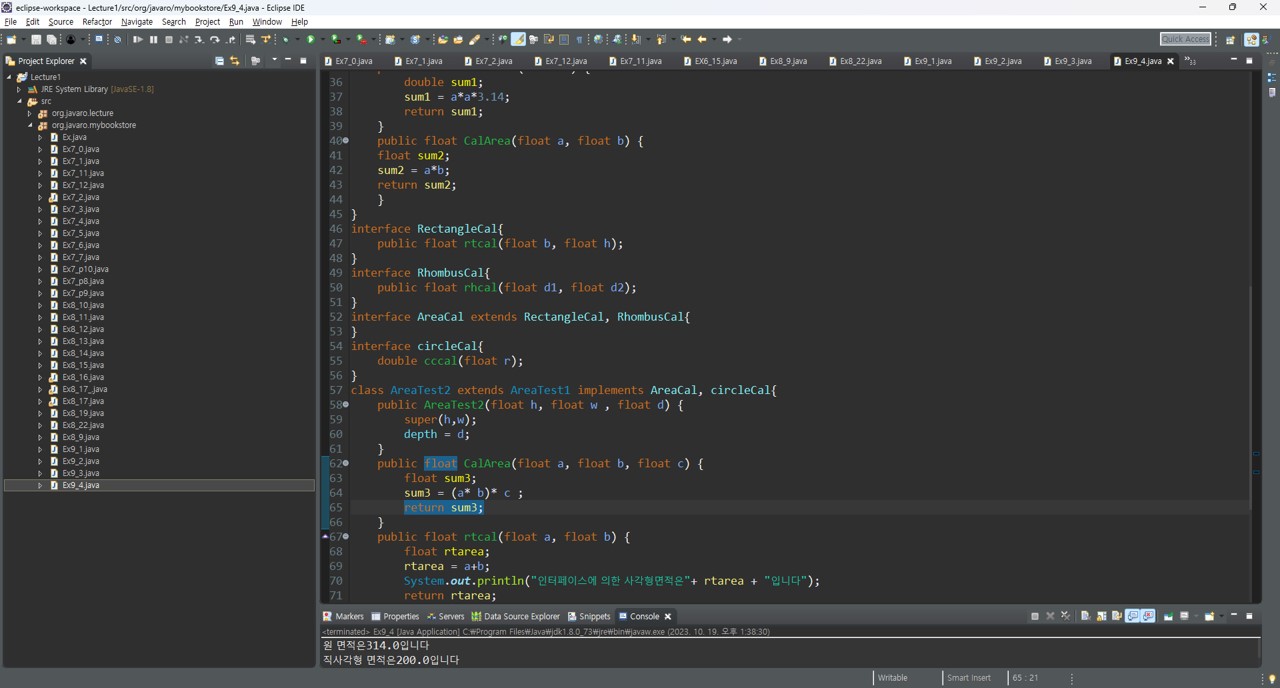 eclipse-workspace - Lecture1/src/org/javaro/mybookstore/Ex9_4.java - Eclipse IDE
File Edit Source Refactor Navigate Search Project Run Window Help
Quick Access
Project Explorer
Ex7_0.java Ex7_1.java Ex7_2.java Ex7_12.java Ex7_11.java EX6_15.java Ex8_9.java Ex8_22.java Ex9_1.java Ex9_2.java Ex9_3.java Ex9_4.java »33
Lecture1
JRE System Library [JavaSE-1.8]
src
org.javaro.lecture
org.javaro.mybookstore
Ex.java
Ex7_0.java
Ex7_1.java
Ex7_11.java
Ex7_12.java
Ex7_2.java
Ex7_3.java
Ex7_4.java
Ex7_5.java
Ex7_6.java
Ex7_7.java
Ex7_p10.java
Ex7_p8.java
Ex7_p9.java
Ex8_10.java
Ex8_11.java
Ex8_12.java
Ex8_13.java
Ex8_14.java
Ex8_15.java
Ex8_16.java
Ex8_17_.java
Ex8_17.java
Ex8_19.java
Ex8_22.java
Ex8_9.java
Ex9_1.java
Ex9_2.java
Ex9_3.java
Ex9_4.java
36 double sum1;
37 sum1 = a*a*3.14;
38 return sum1;
39 }
40 public float CalArea(float a, float b) {
41 float sum2;
42 sum2 = a*b;
43 return sum2;
44 }
45 }
46 interface RectangleCal{
47 public float rtcal(float b, float h);
48 }
49 interface RhombusCal{
50 public float rhcal(float d1, float d2);
51 }
52 interface AreaCal extends RectangleCal, RhombusCal{
53 }
54 interface circleCal{
55 double cccal(float r);
56 }
57 class AreaTest2 extends AreaTest1 implements AreaCal, circleCal{
58 public AreaTest2(float h, float w , float d) {
59 super(h,w);
60 depth = d;
61 }
62 public float CalArea(float a, float b, float c) {
63 float sum3;
64 sum3 = (a* b)* c ;
65 return sum3;
66 }
67 public float rtcal(float a, float b) {
68 float rtarea;
69 rtarea = a+b;
70 System.out.println("인터페이스에 의한 사각형면적은"+ rtarea + "입니다");
71 return rtarea;
Markers Properties Servers Data Source Explorer Snippets Console
<terminated> Ex9_4 [Java Application] C:₩Program Files₩Java₩jdk1.8.0_73₩jre₩bin₩javaw.exe (2023. 10. 19. 오후 1:38:30)
원 면적은314.0입니다
직사각형 면적은200.0입니다
Writable Smart Insert 65 : 21